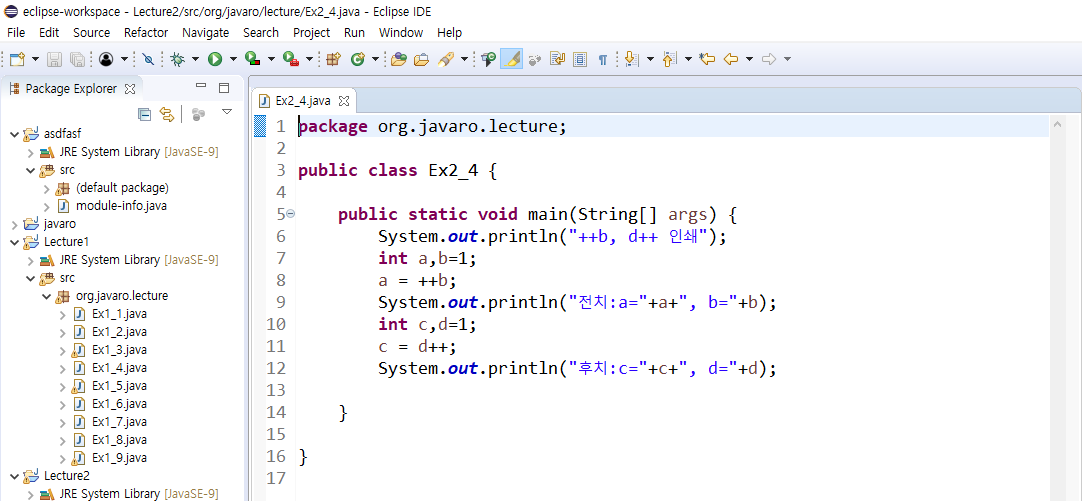 eclipse-workspace - Lecture2/src/org/javaro/lecture/Ex2_4.java - Eclipse IDE
File Edit Source Refactor Navigate Search Project Run Window Help
Package Explorer
asdfasf
JRE System Library [JavaSE-9]
src
(default package)
module-info.java
javaro
Lecture1
JRE System Library [JavaSE-9]
src
org.javaro.lecture
Ex1_1.java
Ex1_2.java
Ex1_3.java
Ex1_4.java
Ex1_5.java
Ex1_6.java
Ex1_7.java
Ex1_8.java
Ex1_9.java
Lecture2
JRE System Library [JavaSE-9]
Ex2_4.java
1 package org.javaro.lecture;
2
3 public class Ex2_4 {
4
5 public static void main(String[] args) {
6 System.out.println("++b, d++ 인쇄");
7 int a,b=1;
8 a = ++b;
9 System.out.println("전치:a="+a+", b="+b);
10 int c,d=1;
11 c = d++;
12 System.out.println("후치:c="+c+", d="+d);
13
14 }
15
16 }
17